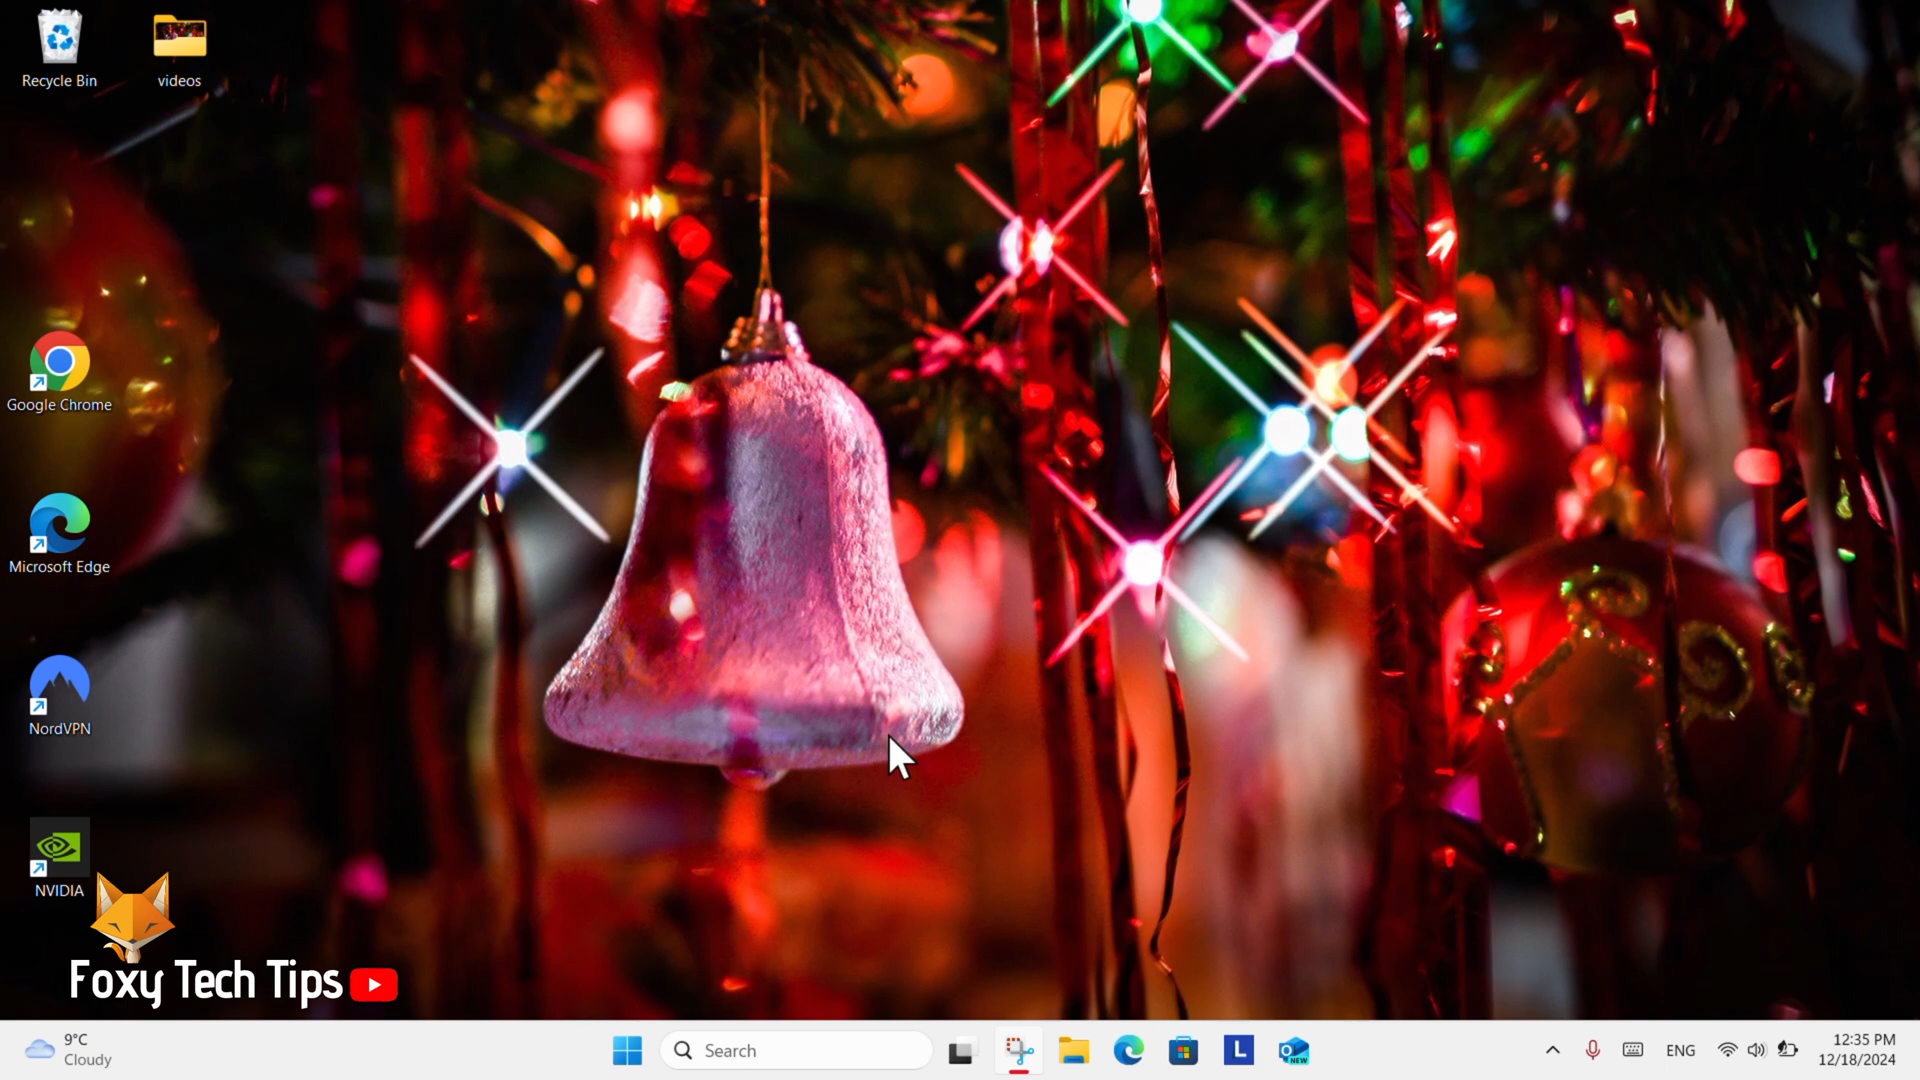 Recycle Bin
videos
Google Chrome
Microsoft Edge
NordVPN
NVIDIA
Foxy Tech Tips
9°C
Cloudy
Search
L
NEW
ENG
12:35 PM
12/18/2024